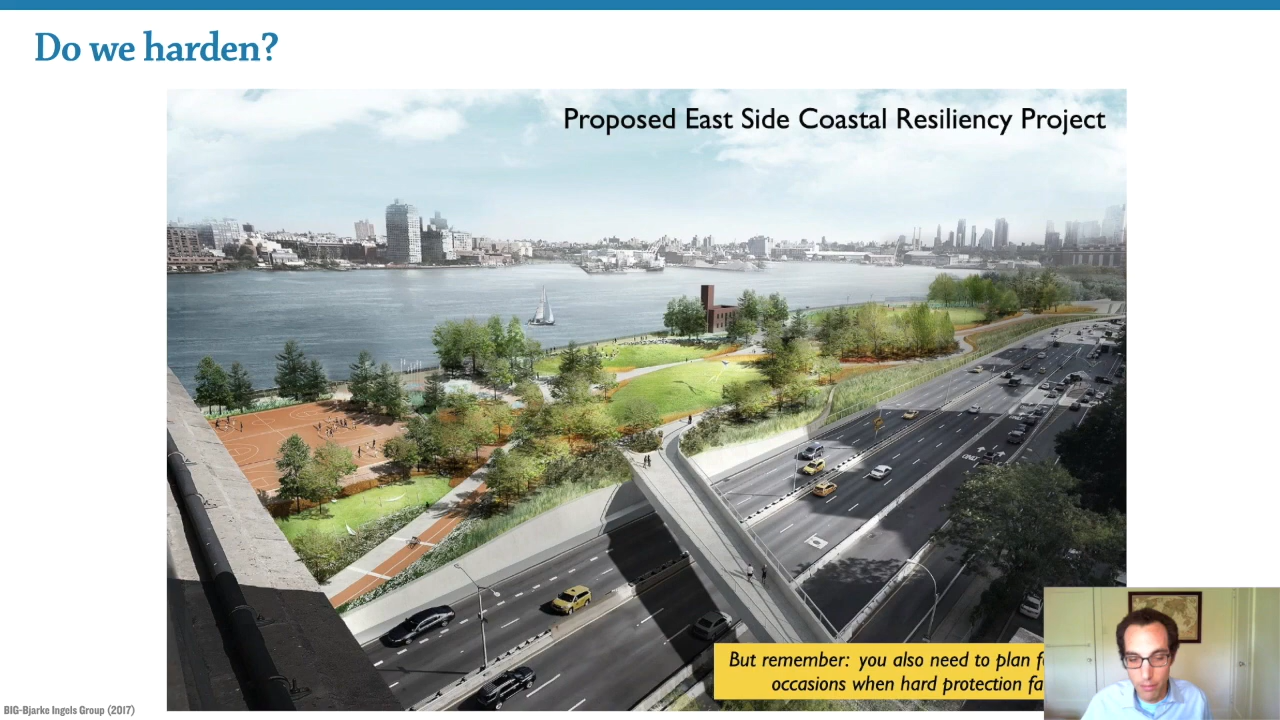 Do we harden?
Proposed East Side Coastal Resiliency Project
But remember: you also need to plan
occasions when hard protection
BIG-Bjarke Ingels Group (2017)